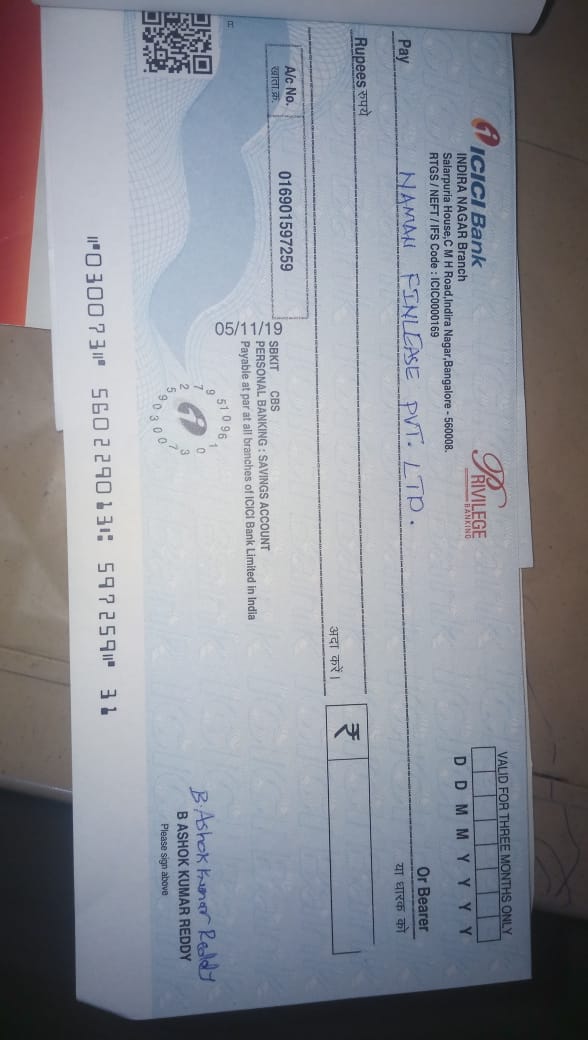 ICICI Bank
INDIRA NAGAR Branch
Salarpuria House,C M H Road,Indira Nagar,Bangalore - 560008.
RTGS / NEFT / IFS Code : ICIC0000169
PRIVILEGE
BANKING
VALID FOR THREE MONTHS ONLY
D D M M Y Y Y Y
Pay NAMAN FINLEASE PVT. LTD.
Or Bearer
या धारक को
Rupees रुपये
अदा करें।
₹
A/c No.
खाता क्र.
016901597259
05/11/19
SBKIT CBS
PERSONAL BANKING : SAVINGS ACCOUNT
Payable at par at all branches of ICICI Bank Limited in India
B. Ashok Kumar Reddy
B ASHOK KUMAR REDDY
Please sign above
⑈030073⑈ 560229013⑆ 597259⑈ 31